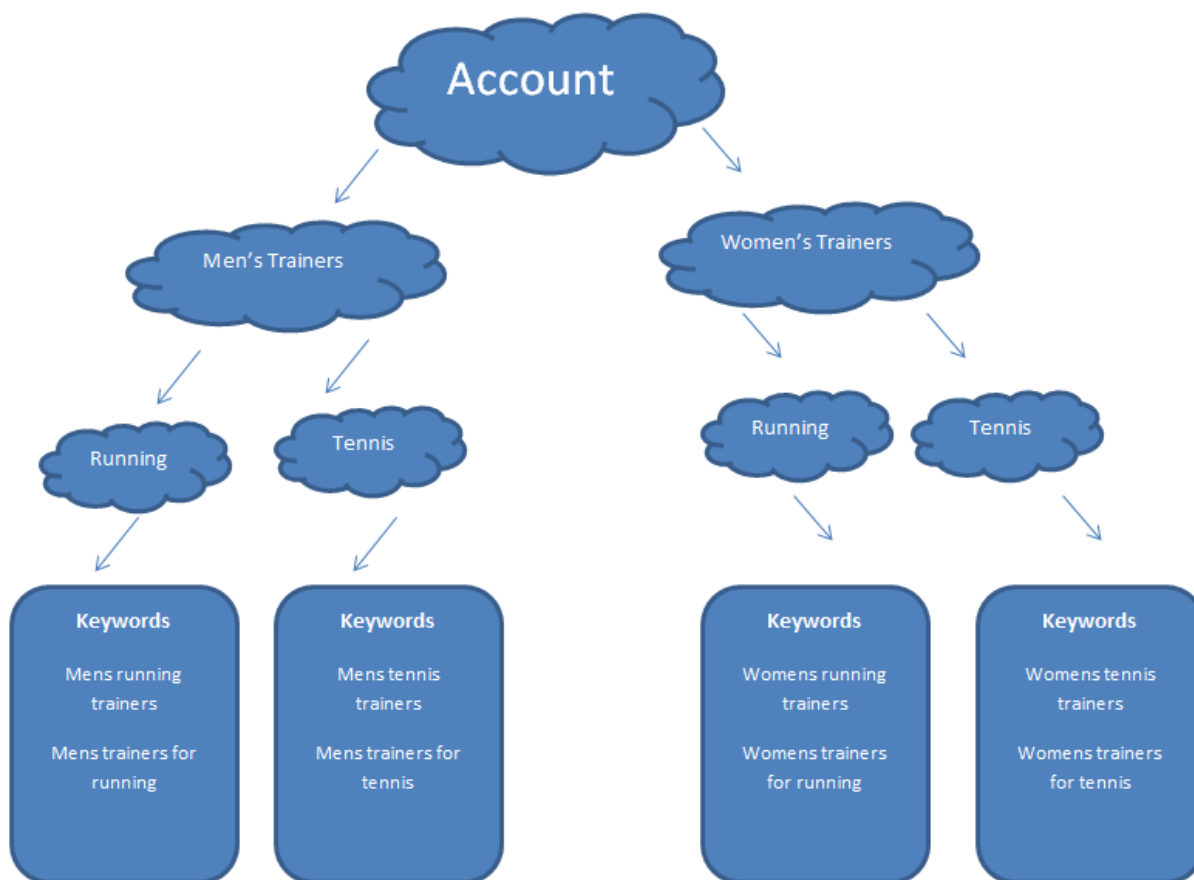 Account
Men's Trainers
Women's Trainers
Running
Tennis
Running
Tennis
Keywords
Mens running
trainers
Mens trainers for
running
Keywords
Mens tennis
trainers
Mens trainers for
tennis
Keywords
Womens running
trainers
Womens trainers
for running
Keywords
Womens tennis
trainers
Womens trainers
for tennis